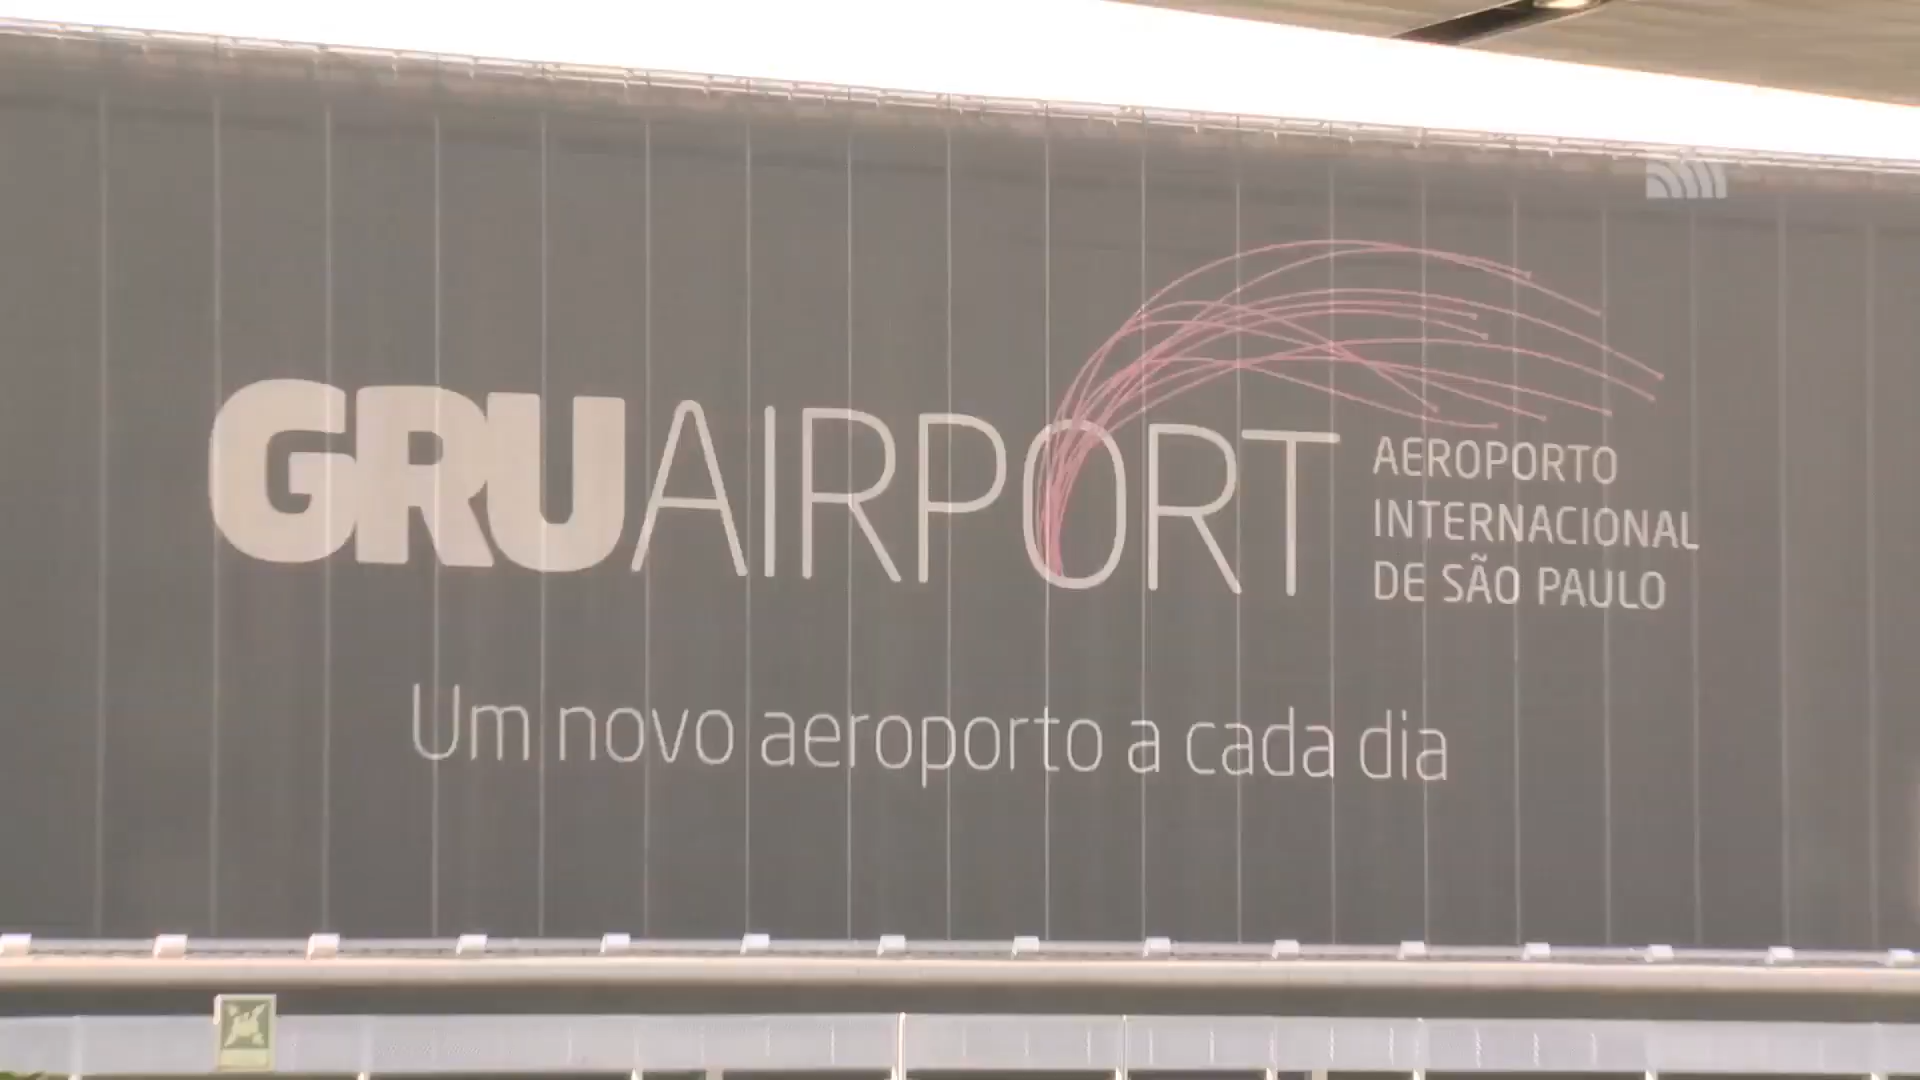 GRUAIRPORT
AEROPORTO
INTERNACIONAL
DE SÃO PAULO
Um novo aeroporto a cada dia